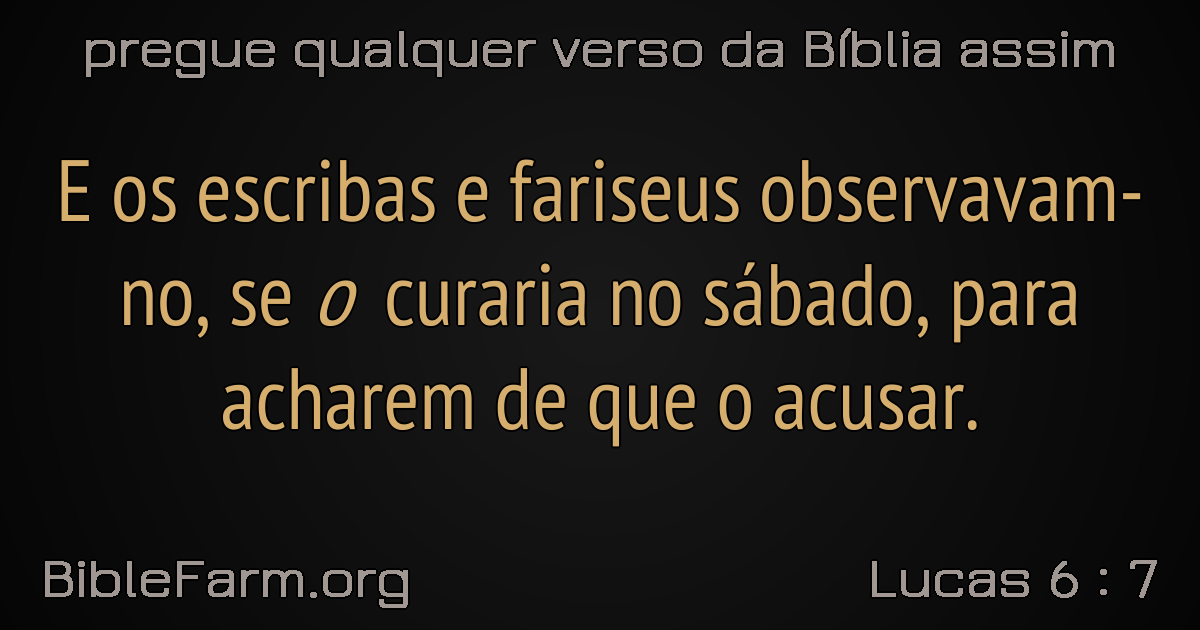 pregue qualquer verso da Bíblia assim
E os escribas e fariseus observavam-
no, se o curaria no sábado, para
acharem de que o acusar.
BibleFarm.org
Lucas 6 : 7